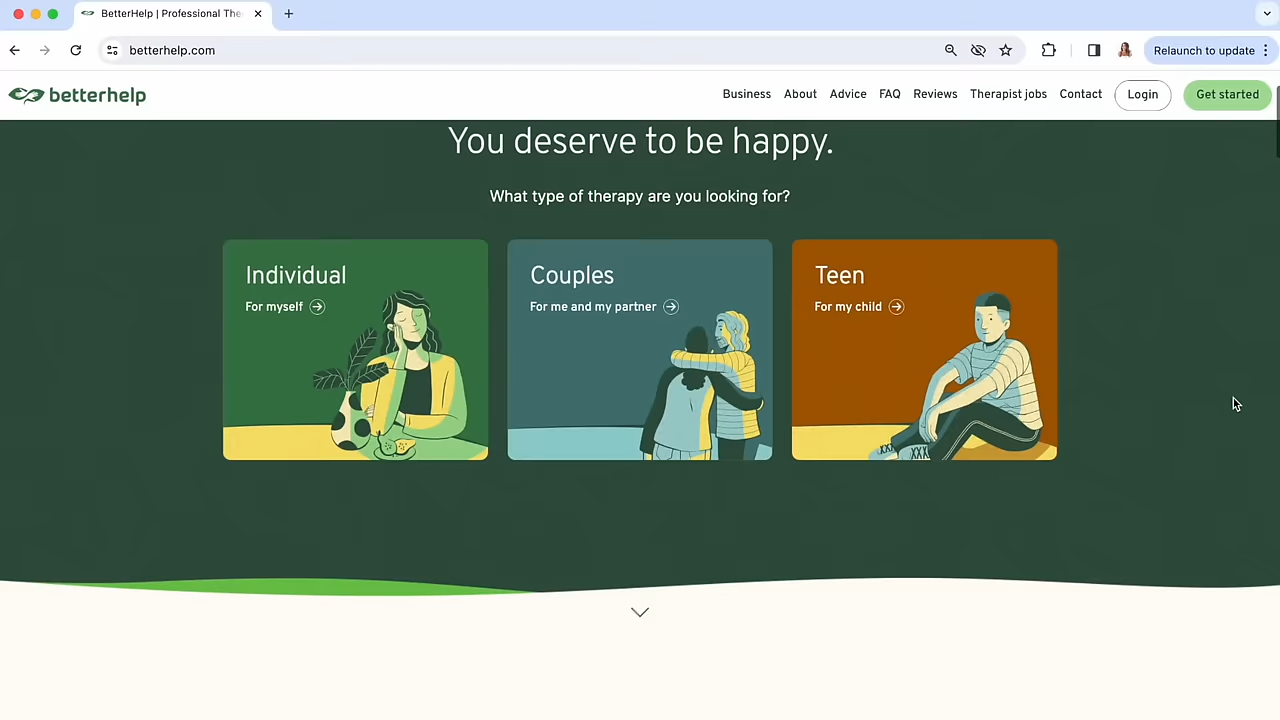 BetterHelp | Professional The
betterhelp.com
Relaunch to update
betterhelp
Business About Advice FAQ Reviews Therapist jobs Contact Login Get started
You deserve to be happy.
What type of therapy are you looking for?
Individual
For myself
Couples
For me and my partner
Teen
For my child